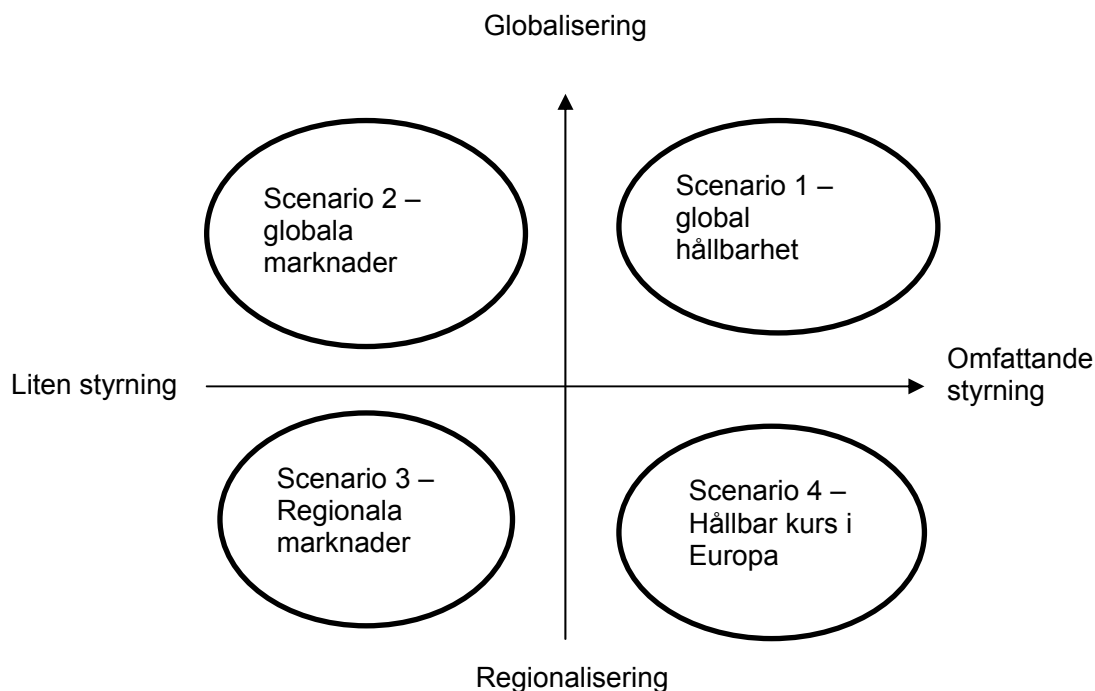 Globalisering
Scenario 2 –
globala
marknader
Scenario 1 –
global
hållbarhet
Liten styrning
Omfattande
styrning
Scenario 3 –
Regionala
marknader
Scenario 4 –
Hållbar kurs i
Europa
Regionalisering